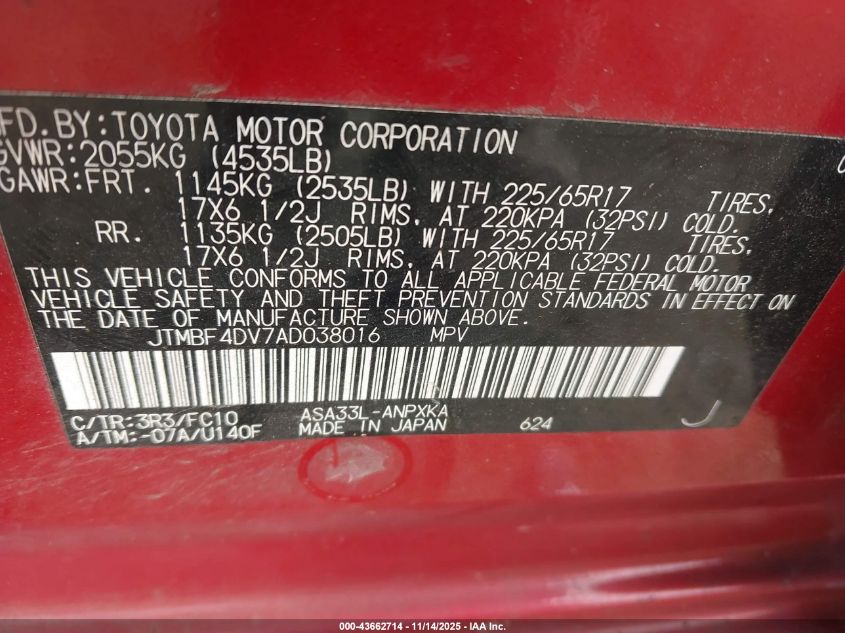 FD. BY: TOYOTA MOTOR CORPORATION
GVWR: 2055KG (4535LB)
GAWR: FRT. 1145KG (2535LB) WITH 225/65R17 TIRES,
17X6 1/2J RIMS, AT 220KPA (32PSI) COLD.
RR. 1135KG (2505LB) WITH 225/65R17 TIRES,
17X6 1/2J RIMS, AT 220KPA (32PSI) COLD.
THIS VEHICLE CONFORMS TO ALL APPLICABLE FEDERAL MOTOR
VEHICLE SAFETY AND THEFT PREVENTION STANDARDS IN EFFECT ON
THE DATE OF MANUFACTURE SHOWN ABOVE.
JTMBF4DV7AD038016 MPV
C/TR: 3R3/FC10 ASA33L-ANPXKA
A/TM: -07A/U140F MADE IN JAPAN 624 J
000-43662714 - 11/14/2025 - IAA Inc.